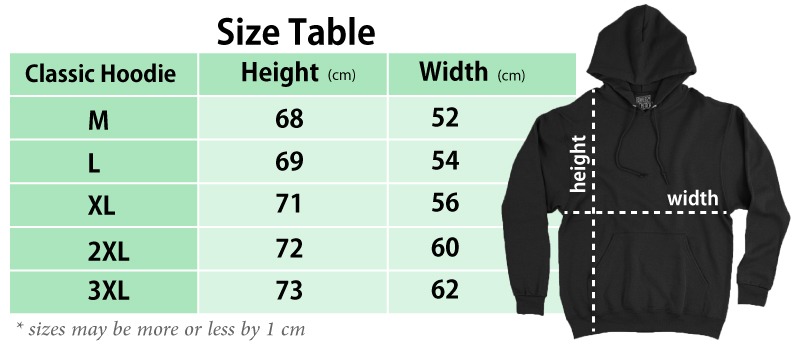 Size Table
Classic Hoodie Height (cm) Width (cm)
M 68 52
L 69 54
XL 71 56
2XL 72 60
3XL 73 62
* sizes may be more or less by 1 cm
height
width